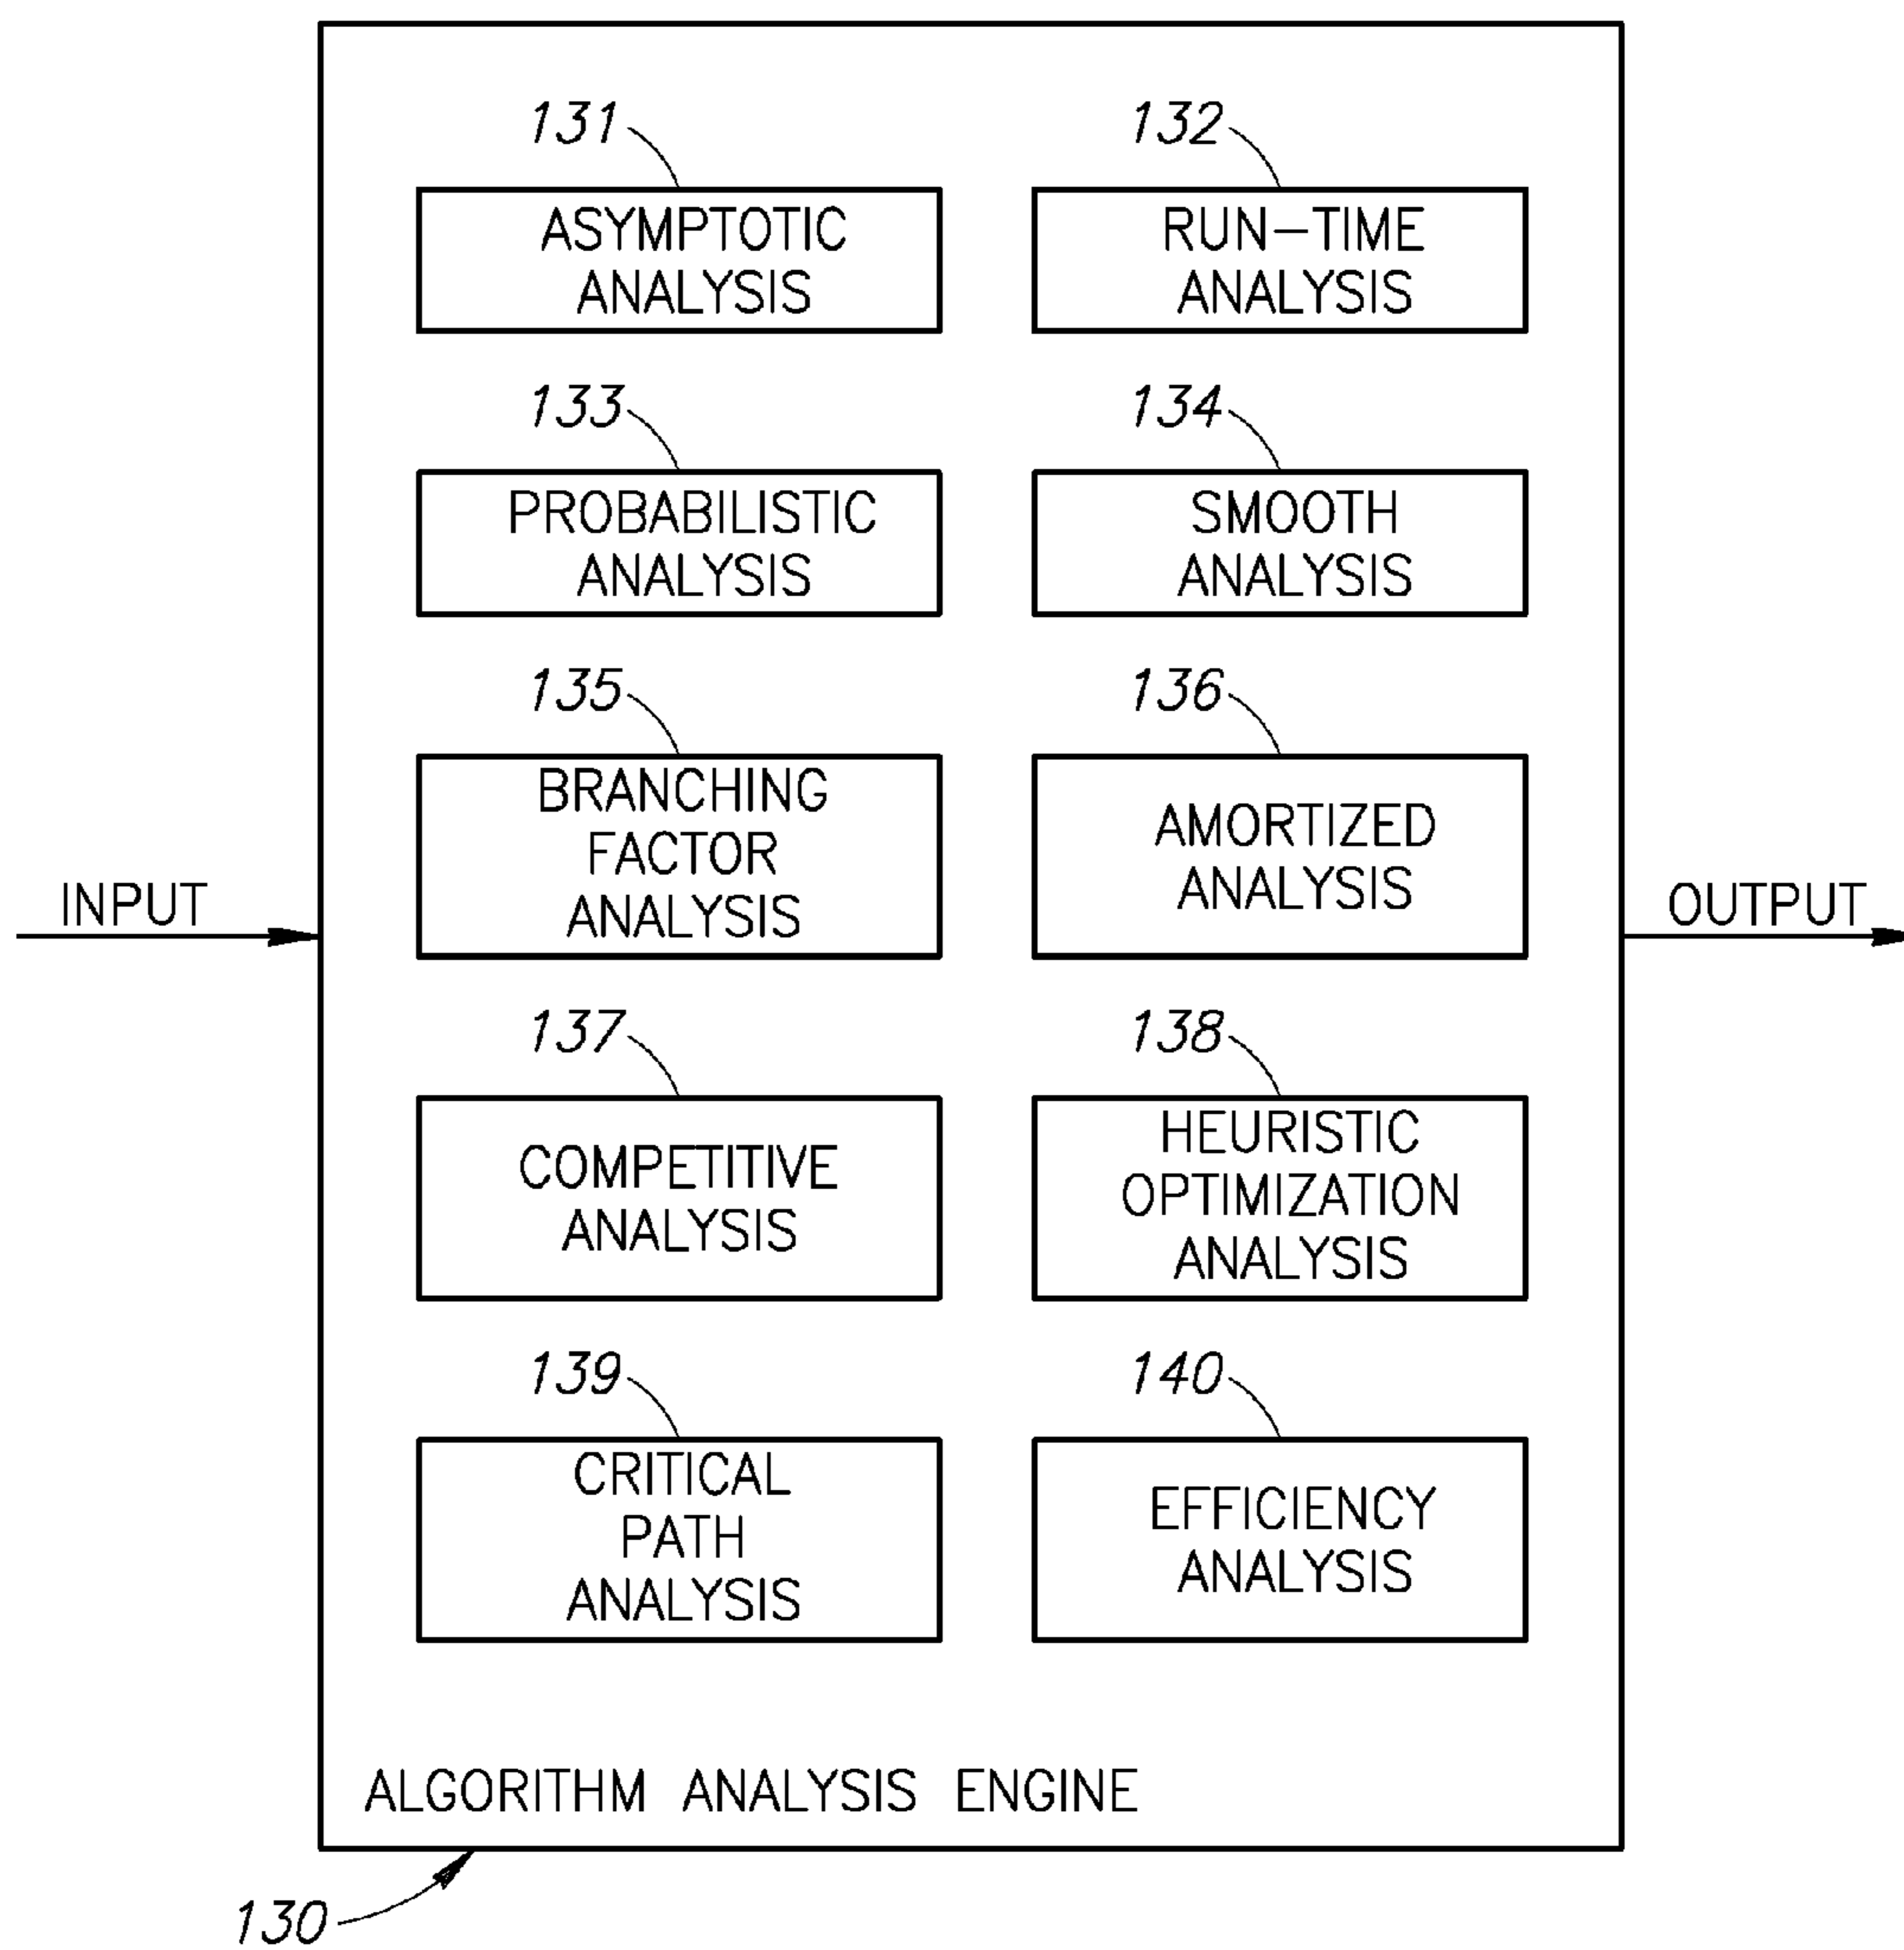 131
132
ASYMPTOTIC
ANALYSIS
RUN-TIME
ANALYSIS
133
134
PROBABILISTIC
ANALYSIS
SMOOTH
ANALYSIS
135
136
BRANCHING
FACTOR
ANALYSIS
AMORTIZED
ANALYSIS
INPUT
OUTPUT
137
138
COMPETITIVE
ANALYSIS
HEURISTIC
OPTIMIZATION
ANALYSIS
139
140
CRITICAL
PATH
ANALYSIS
EFFICIENCY
ANALYSIS
ALGORITHM ANALYSIS ENGINE
130